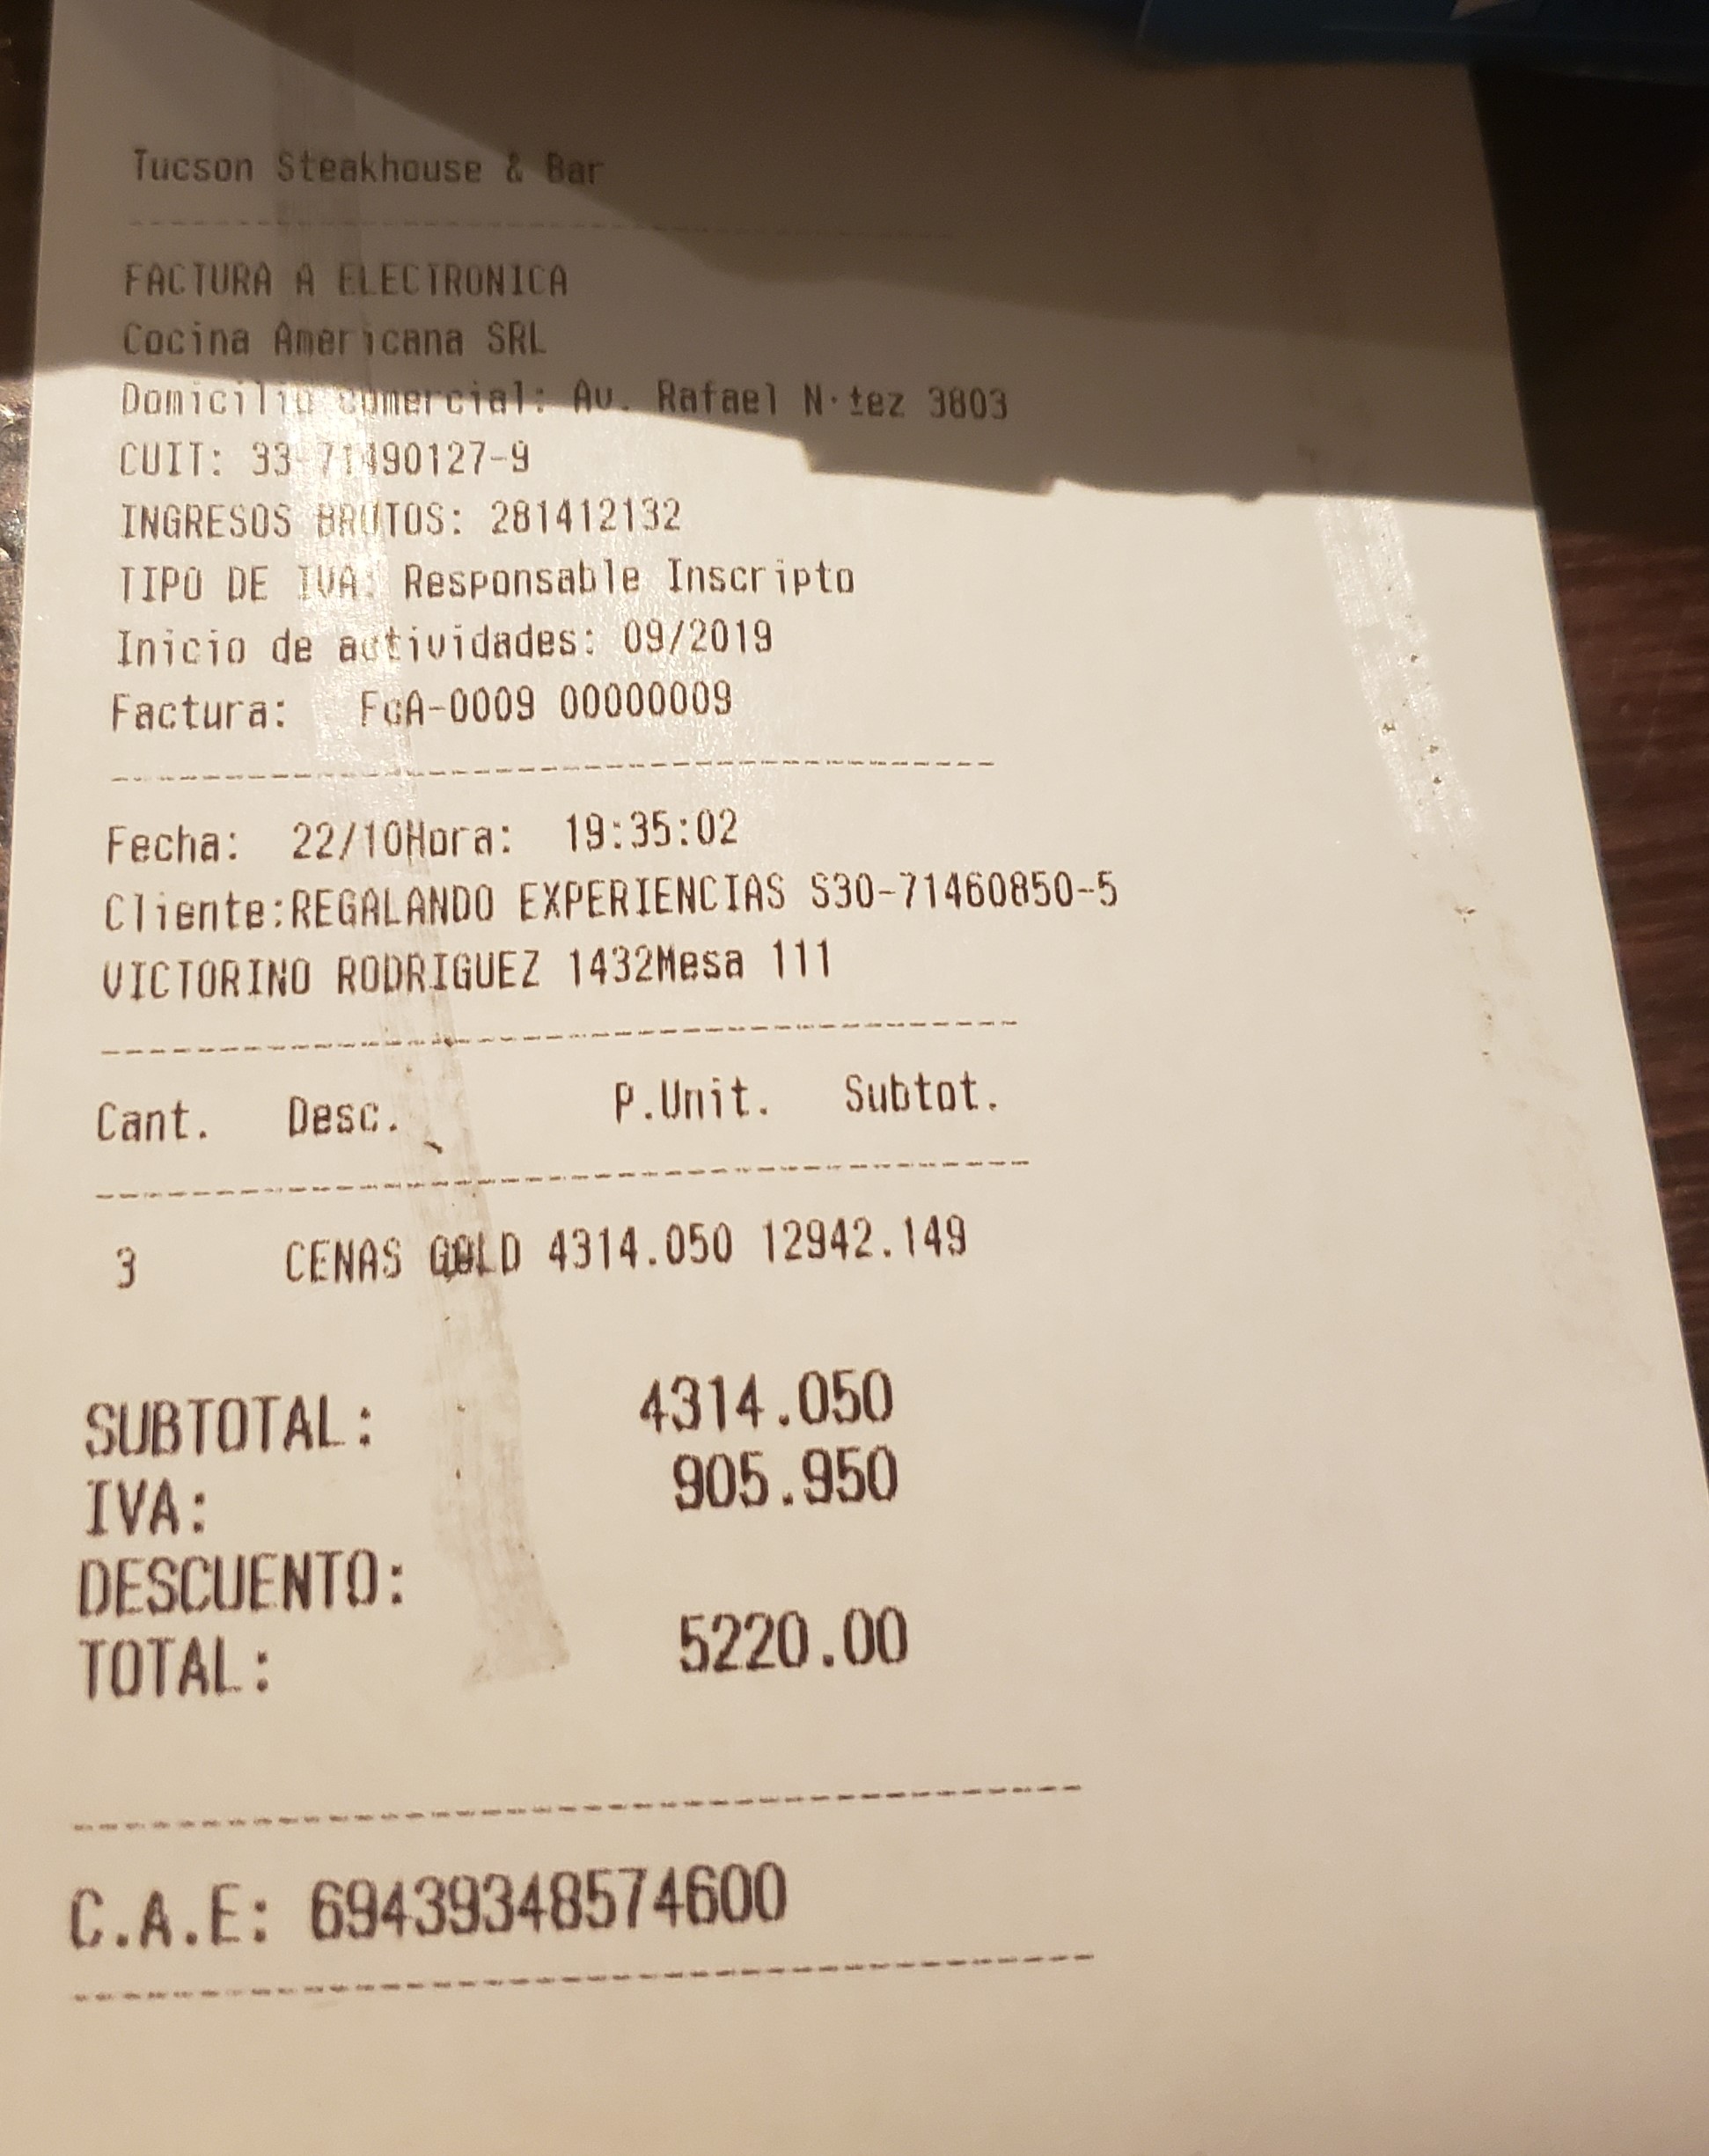 Tucson Steakhouse & Bar
FACTURA A ELECTRONICA
Cocina Americana SRL
Domicilio comercial: Av. Rafael N·±ez 3803
CUIT: 33-71490127-9
INGRESOS BRUTOS: 281412132
TIPO DE IVA: Responsable Inscripto
Inicio de actividades: 09/2019
Factura: FcA-0009 00000009
Fecha: 22/10Hora: 19:35:02
Cliente:REGALANDO EXPERIENCIAS S30-71460850-5
VICTORINO RODRIGUEZ 1432Mesa 111
Cant. Desc. P.Unit. Subtot.
3 CENAS GOLD 4314.050 12942.149
SUBTOTAL: 4314.050
IVA: 905.950
DESCUENTO:
TOTAL: 5220.00
C.A.E: 69439348574600